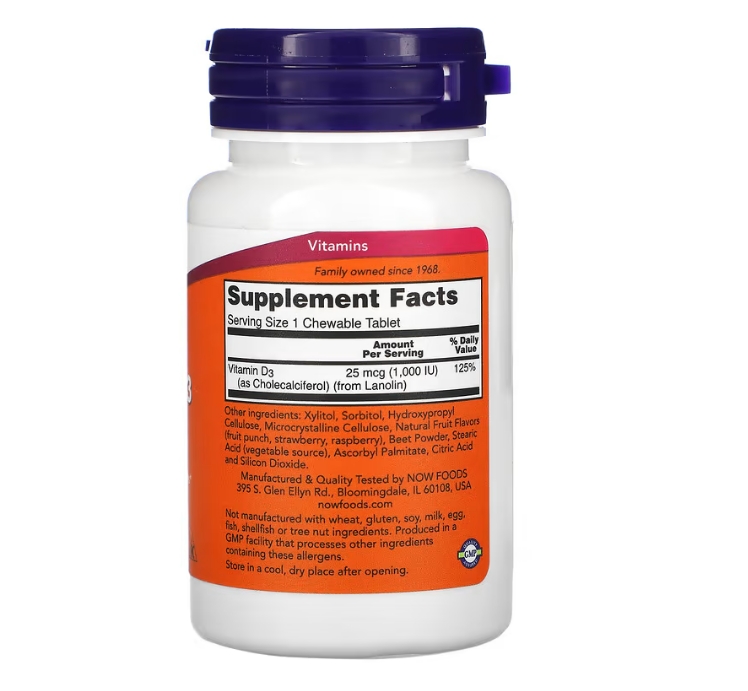 Vitamins
Family owned since 1968.
Supplement Facts
Serving Size 1 Chewable Tablet
Amount
Per Serving
% Daily
Value
Vitamin D3 25 mcg (1,000 IU) 125%
(as Cholecalciferol) (from Lanolin)
3
Other ingredients: Xylitol, Sorbitol, Hydroxypropyl
Cellulose, Microcrystalline Cellulose, Natural Fruit Flavors
(fruit punch, strawberry, raspberry), Beet Powder, Stearic
Acid (vegetable source), Ascorbyl Palmitate, Citric Acid
and Silicon Dioxide.
Manufactured & Quality Tested by NOW FOODS
395 S. Glen Ellyn Rd., Bloomingdale, IL 60108, USA
nowfoods.com
Not manufactured with wheat, gluten, soy, milk, egg,
fish, shellfish or tree nut ingredients. Produced in a
GMP facility that processes other ingredients
containing these allergens.
GMP
Store in a cool, dry place after opening.